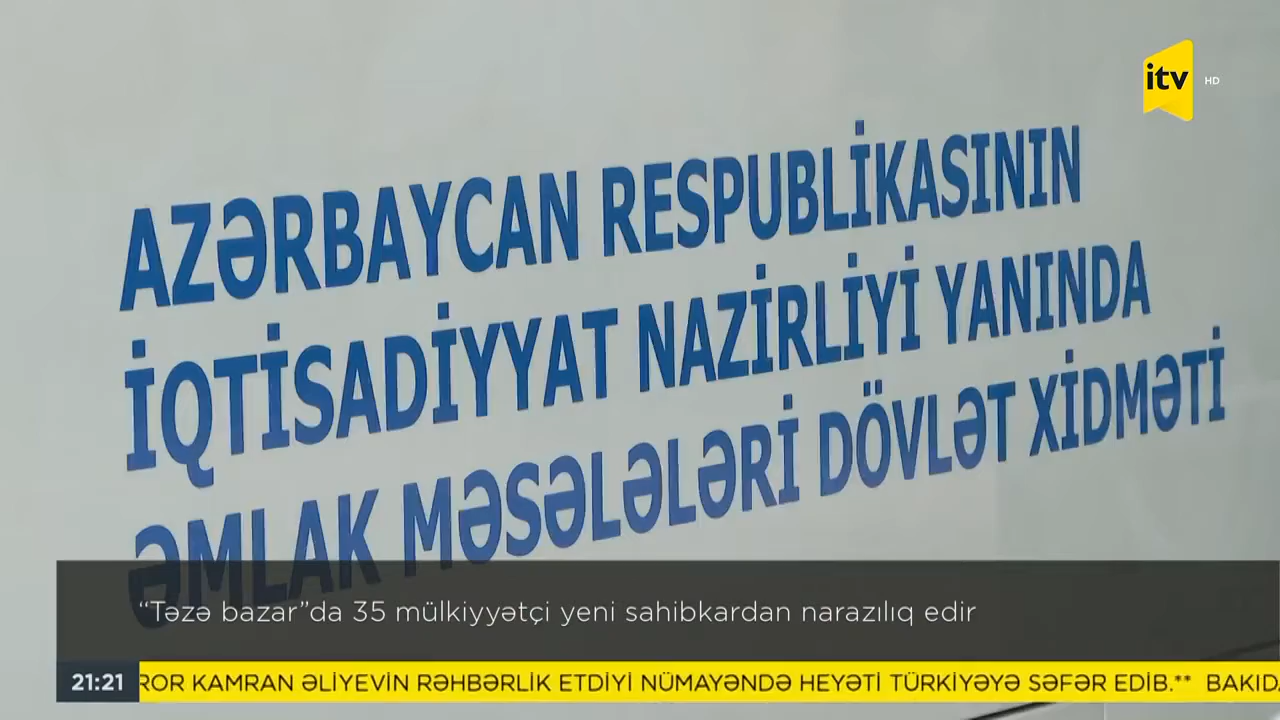 itv HD
AZƏRBAYCAN RESPUBLİKASININ
İQTİSADİYYAT NAZİRLİYİ YANINDA
ƏMLAK MƏSƏLƏLƏRİ DÖVLƏT XİDMƏTİ
“Təzə bazar”da 35 mülkiyyətçi yeni sahibkardan narazılıq edir
21:21 ROR KAMRAN ƏLİYEVİN RƏHBƏRLİK ETDİYİ NÜMAYƏNDƏ HEYƏTİ TÜRKİYƏYƏ SƏFƏR EDİB.** BAKIDA